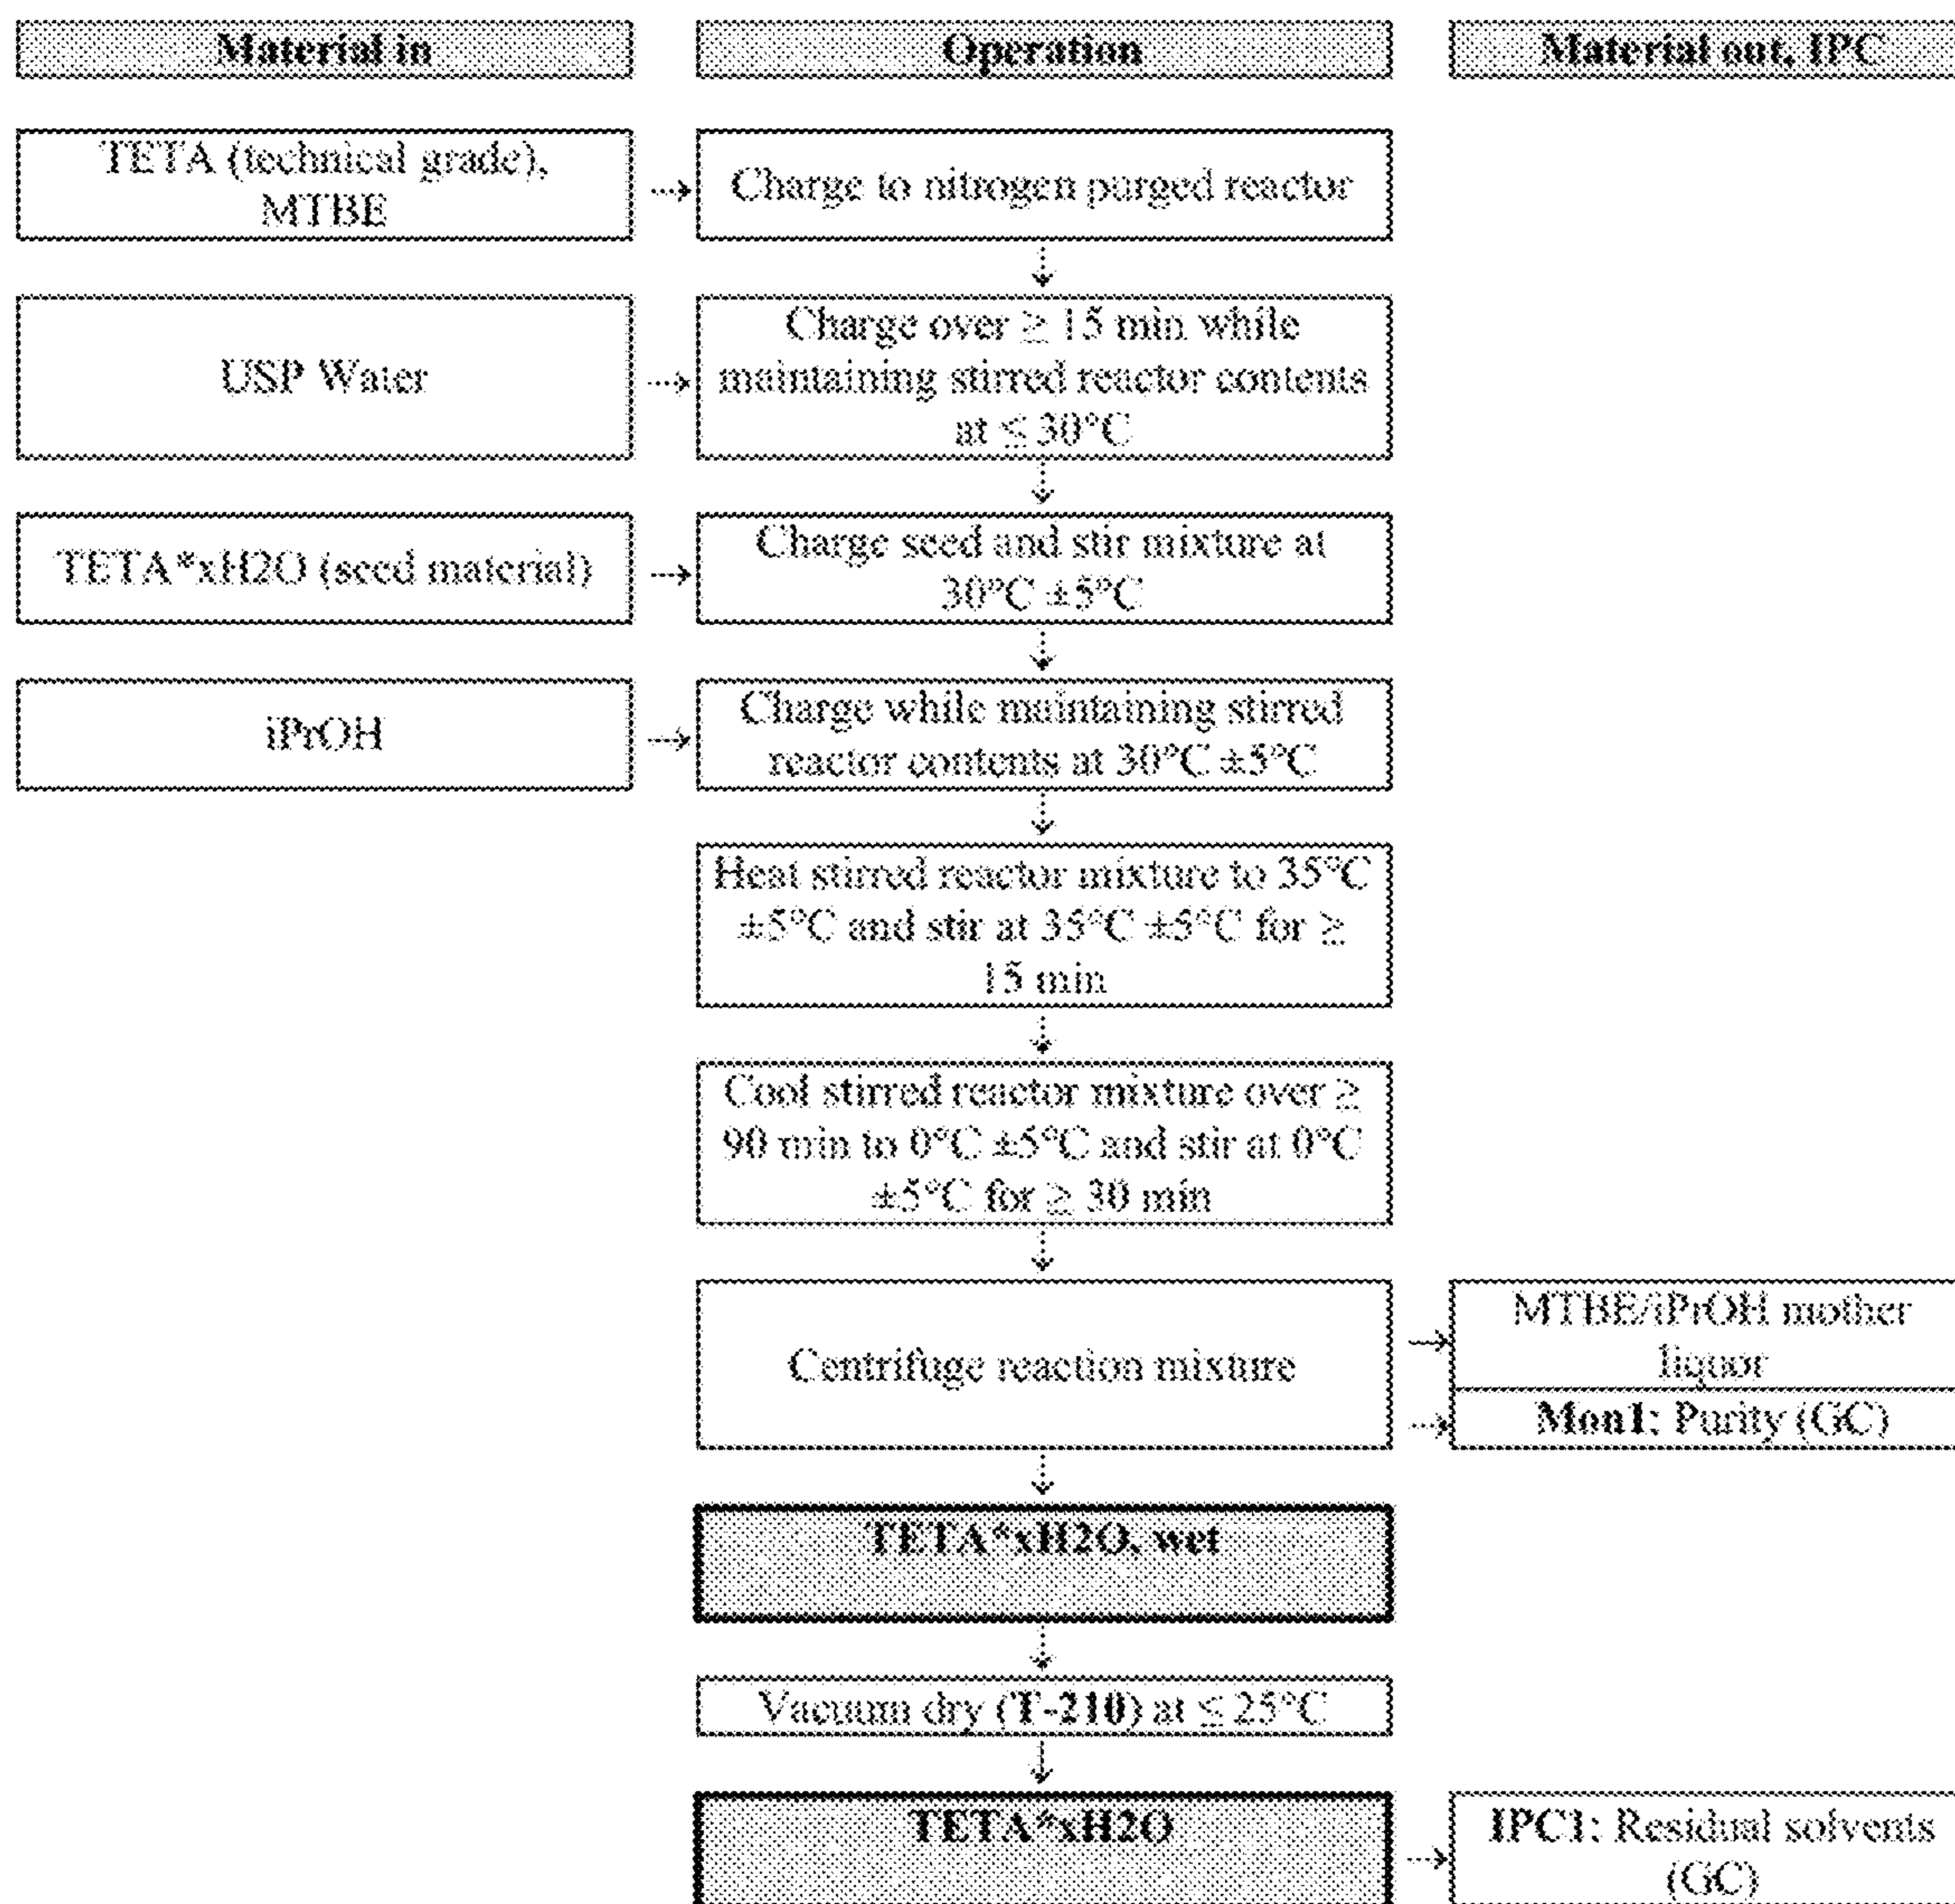 Material in
Operation
Material out, IPC
TETA (technical grade),
MTBE
Charge to nitrogen purged reactor
USP Water
Charge over ≥ 15 min while
maintaining stirred reactor contents
at ≤ 30°C
TETA*xH2O (seed material)
Charge seed and stir mixture at
30°C ±5°C
iPrOH
Charge while maintaining stirred
reactor contents at 30°C ±5°C
Heat stirred reactor mixture to 35°C
±5°C and stir at 35°C ±5°C for ≥
15 min
Cool stirred reactor mixture over ≥
90 min to 0°C ±5°C and stir at 0°C
±5°C for ≥ 30 min
Centrifuge reaction mixture
MTBE/iPrOH mother
liquor
Mon1: Purity (GC)
TETA*xH2O, wet
Vacuum dry (T-210) at ≤ 25°C
TETA*xH2O
IPC1: Residual solvents
(GC)